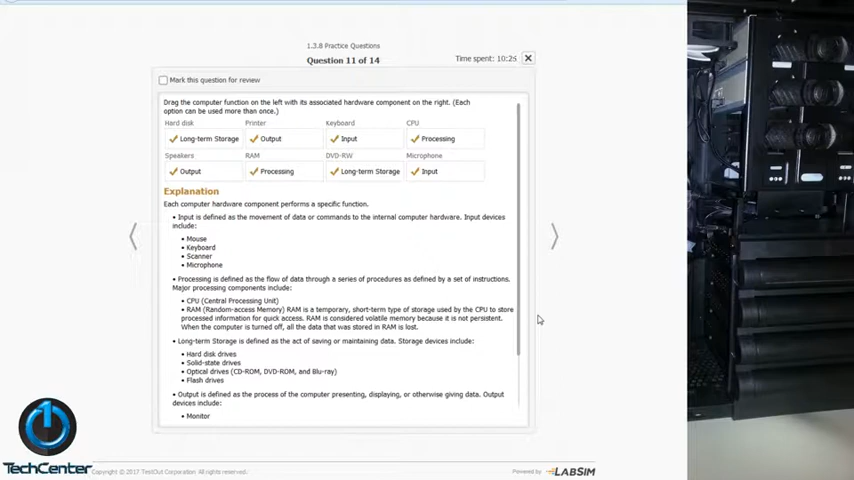 1.3.8 Practice Questions
Question 11 of 14
Time spent: 10:25
Mark this question for review
Drag the computer function on the left with its associated hardware component on the right. (Each
option can be used more than once.)
Hard disk Printer Keyboard CPU
Long-term Storage Output Input Processing
Speakers RAM DVD-RW Microphone
Output Processing Long-term Storage Input
Explanation
Each computer hardware component performs a specific function.
• Input is defined as the movement of data or commands to the internal computer hardware. Input devices
include:
• Mouse
• Keyboard
• Scanner
• Microphone
• Processing is defined as the flow of data through a series of procedures as defined by a set of instructions.
Major processing components include:
• CPU (Central Processing Unit)
• RAM (Random-access Memory) RAM is a temporary, short-term type of storage used by the CPU to store
processed information for quick access. RAM is considered volatile memory because it is not persistent.
When the computer is turned off, all the data that was stored in RAM is lost.
• Long-term Storage is defined as the act of saving or maintaining data. Storage devices include:
• Hard disk drives
• Solid-state drives
• Optical drives (CD-ROM, DVD-ROM, and Blu-ray)
• Flash drives
• Output is defined as the process of the computer presenting, displaying, or otherwise giving data. Output
devices include:
• Monitor
TechCenter
Copyright © 2017 TestOut Corporation All rights reserved.
Powered by LABSIM